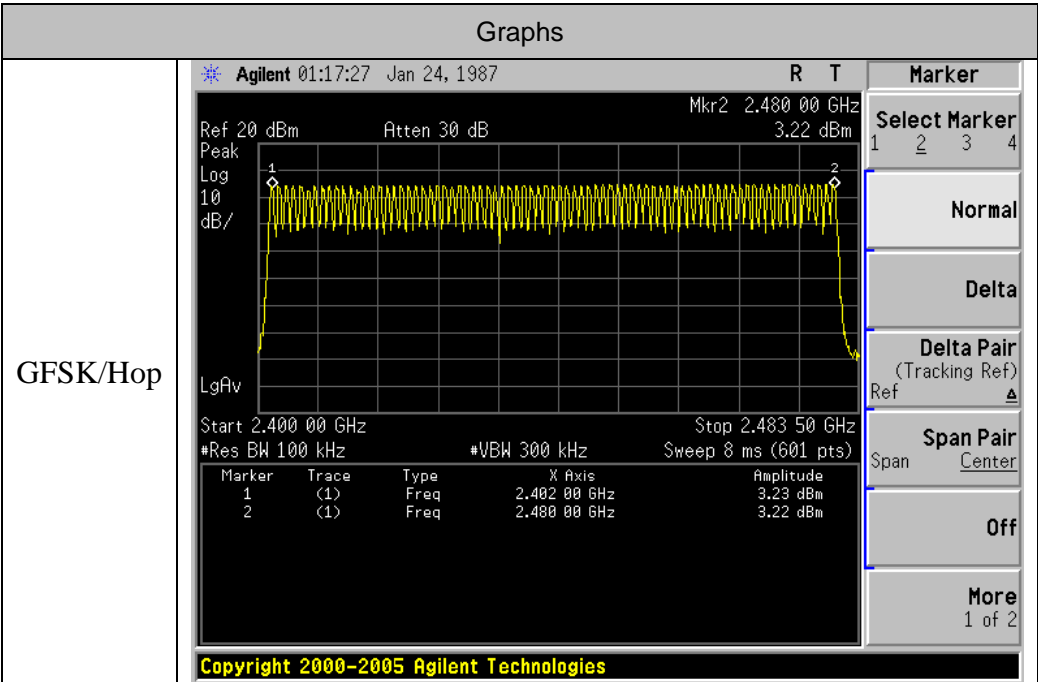 Graphs
GFSK/Hop
Agilent 01:17:27 Jan 24, 1987 R T
Mkr2 2.480 00 GHz
Ref 20 dBm Atten 30 dB 3.22 dBm
Peak
Log
10
dB/
1
2
LgAv
Start 2.400 00 GHz Stop 2.483 50 GHz
#Res BW 100 kHz #VBW 300 kHz Sweep 8 ms (601 pts)
Marker Trace Type X Axis Amplitude
1 (1) Freq 2.402 00 GHz 3.23 dBm
2 (1) Freq 2.480 00 GHz 3.22 dBm
Copyright 2000-2005 Agilent Technologies
Marker
Select Marker
1 2 3 4
Normal
Delta
Delta Pair
(Tracking Ref)
Ref Δ
Span Pair
Span Center
Off
More
1 of 2